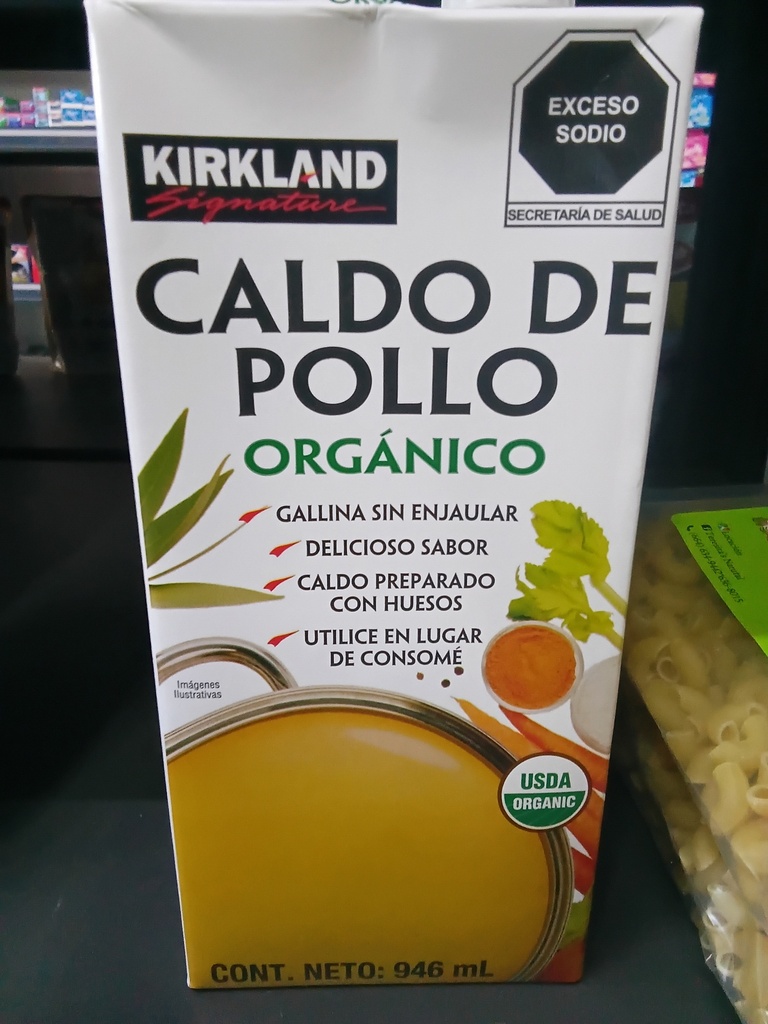 EXCESO
SODIO
SECRETARÍA DE SALUD
KIRKLAND
Signature
CALDO DE
POLLO
ORGÁNICO
GALLINA SIN ENJAULAR
DELICIOSO SABOR
CALDO PREPARADO
CON HUESOS
UTILICE EN LUGAR
DE CONSOMÉ
Imágenes
Ilustrativas
USDA
ORGANIC
CONT. NETO: 946 mL